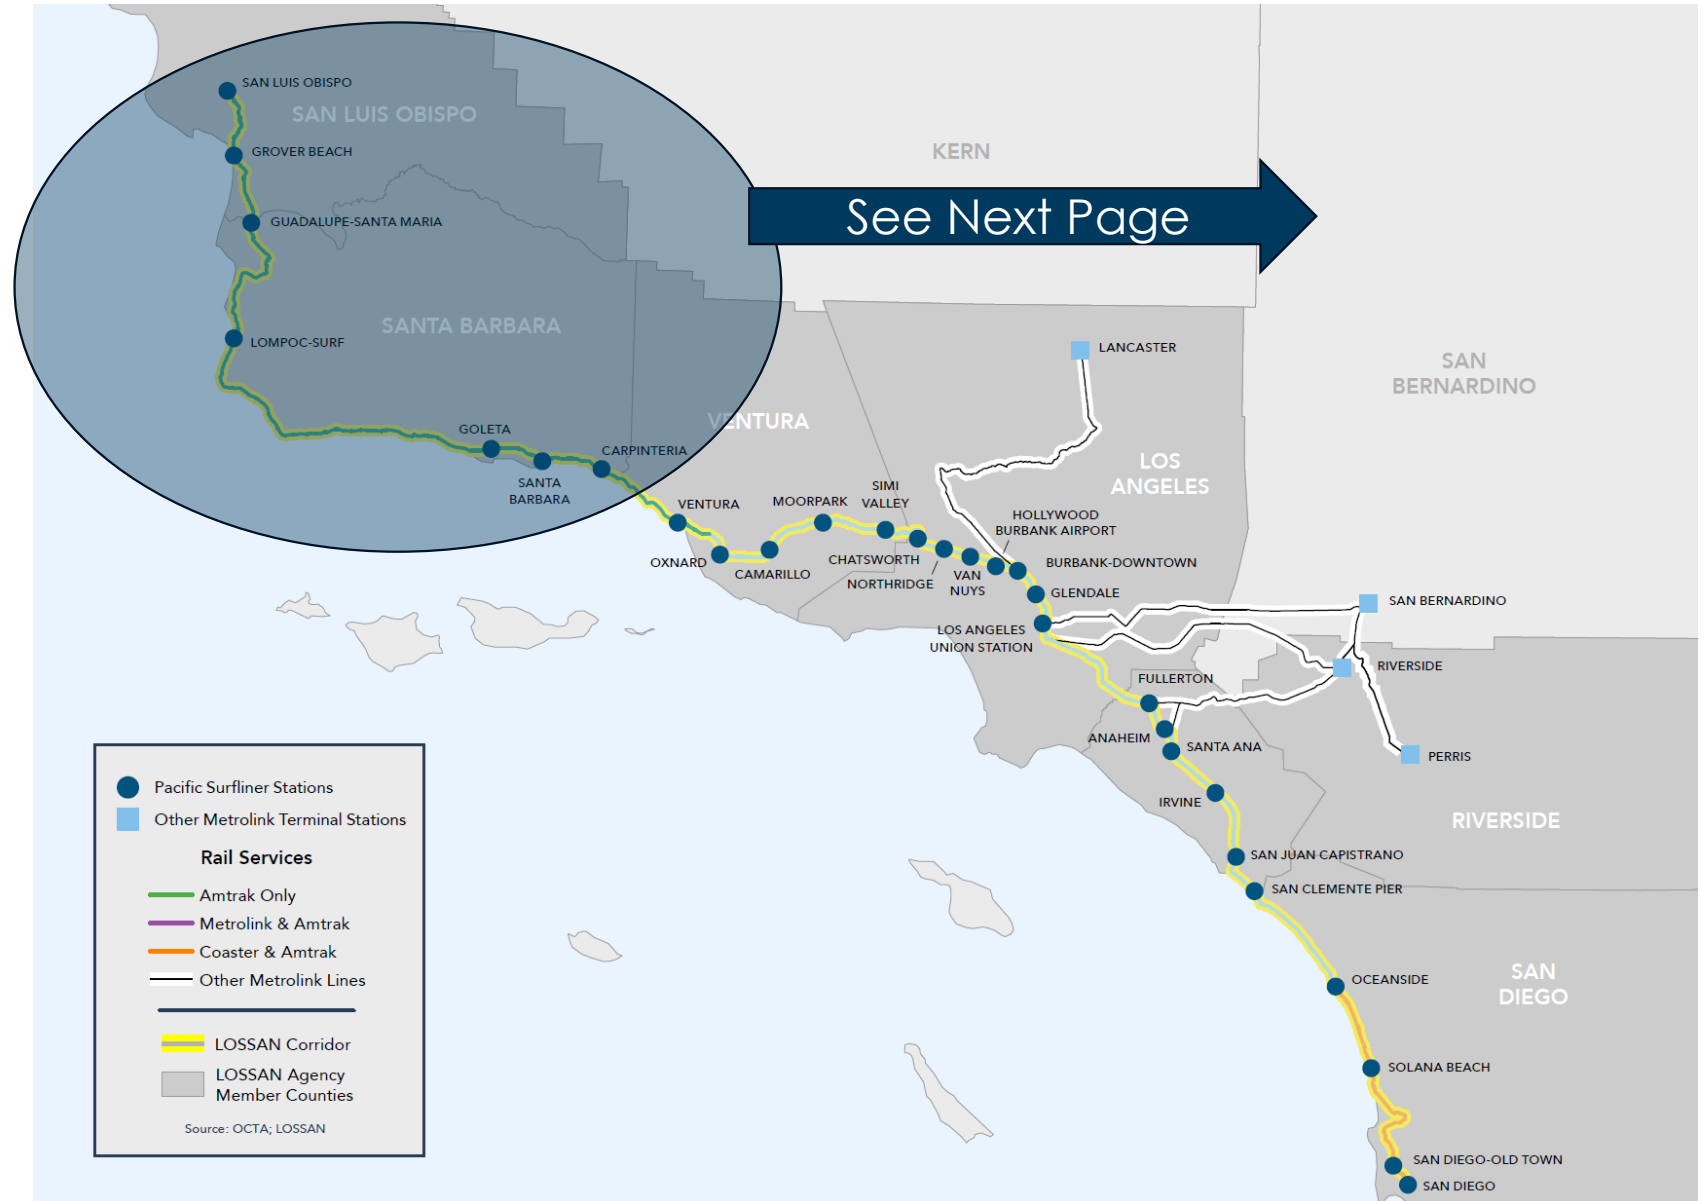 SAN LUIS OBISPO
SAN LUIS OBISPO
GROVER BEACH
KERN
See Next Page
GUADALUPE-SANTA MARIA
SANTA BARBARA
LOMPOC-SURF
LANCASTER
SAN
BERNARDINO
VENTURA
GOLETA
CARPINTERIA
SANTA
BARBARA
LOS
ANGELES
VENTURA
MOORPARK
SIMI
VALLEY
HOLLYWOOD
BURBANK AIRPORT
OXNARD
CAMARILLO
CHATSWORTH
NORTHRIDGE
VAN
NUYS
BURBANK-DOWNTOWN
GLENDALE
SAN BERNARDINO
LOS ANGELES
UNION STATION
RIVERSIDE
FULLERTON
ANAHEIM
SANTA ANA
PERRIS
IRVINE
RIVERSIDE
SAN JUAN CAPISTRANO
SAN CLEMENTE PIER
OCEANSIDE
SAN
DIEGO
SOLANA BEACH
SAN DIEGO-OLD TOWN
SAN DIEGO
Pacific Surfliner Stations
Other Metrolink Terminal Stations
Rail Services
Amtrak Only
Metrolink & Amtrak
Coaster & Amtrak
Other Metrolink Lines
LOSSAN Corridor
LOSSAN Agency
Member Counties
Source: OCTA; LOSSAN